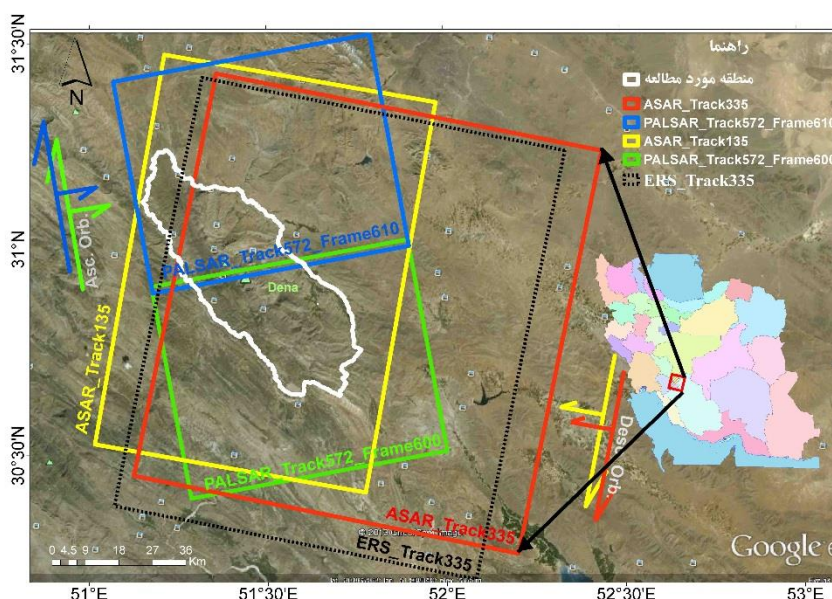 راهنما
منطقه مورد مطالعه
ASAR_Track335
PALSAR_Track572_Frame610
ASAR_Track135
PALSAR_Track572_Frame600
ERS_Track335
N
31°30'N
31°N
30°30'N
Asc. Orb.
PALSAR_Track572_Frame610
Dena
ASAR_Track135
PALSAR_Track572_Frame600
ASAR_Track335
ERS_Track335
Desc. Orb.
0 4.5 9 18 27 36
Km
Google e
51°E
51°30'E
52°E
52°30'E
53°E